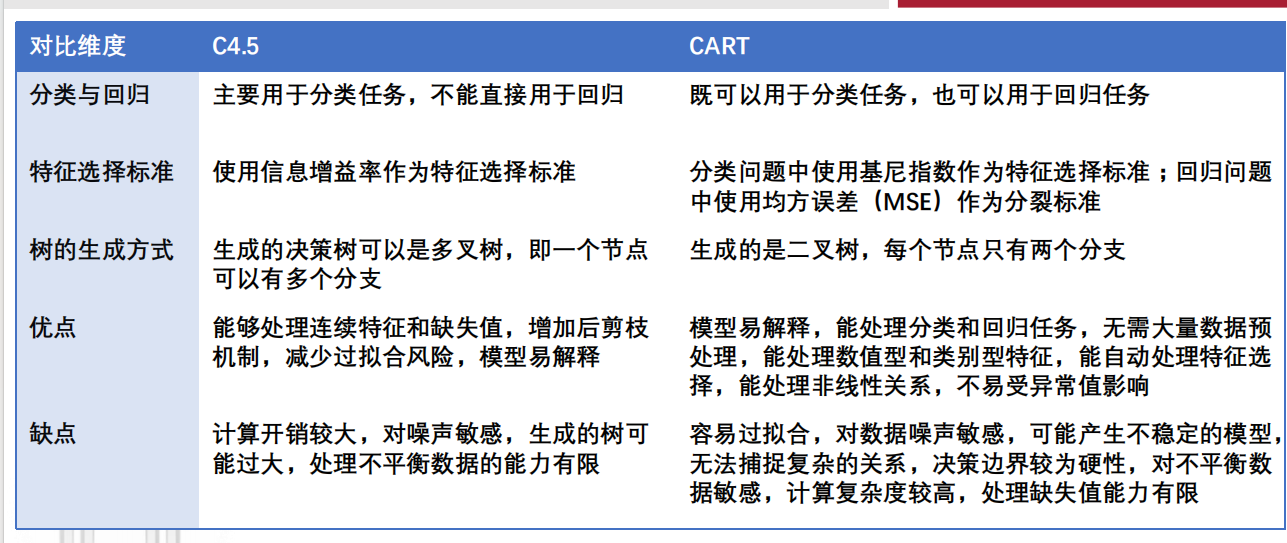 对比维度 C4.5 CART
分类与回归 主要用于分类任务，不能直接用于回归 既可以用于分类任务，也可以用于回归任务
特征选择标准 使用信息增益率作为特征选择标准 分类问题中使用基尼指数作为特征选择标准；回归问题
中使用均方误差（MSE）作为分裂标准
树的生成方式 生成的决策树可以是多叉树，即一个节点 生成的是二叉树，每个节点只有两个分支
可以有多个分支
优点 能够处理连续特征和缺失值，增加后剪枝 模型易解释，能处理分类和回归任务，无需大量数据预
机制，减少过拟合风险，模型易解释 处理，能处理数值型和类别型特征，能自动处理特征选
择，能处理非线性关系，不易受异常值影响
缺点 计算开销较大，对噪声敏感，生成的树可 容易过拟合，对数据噪声敏感，可能产生不稳定的模型，
能过大，处理不平衡数据的能力有限 无法捕捉复杂的关系，决策边界较为硬性，对不平衡数
据敏感，计算复杂度较高，处理缺失值能力有限